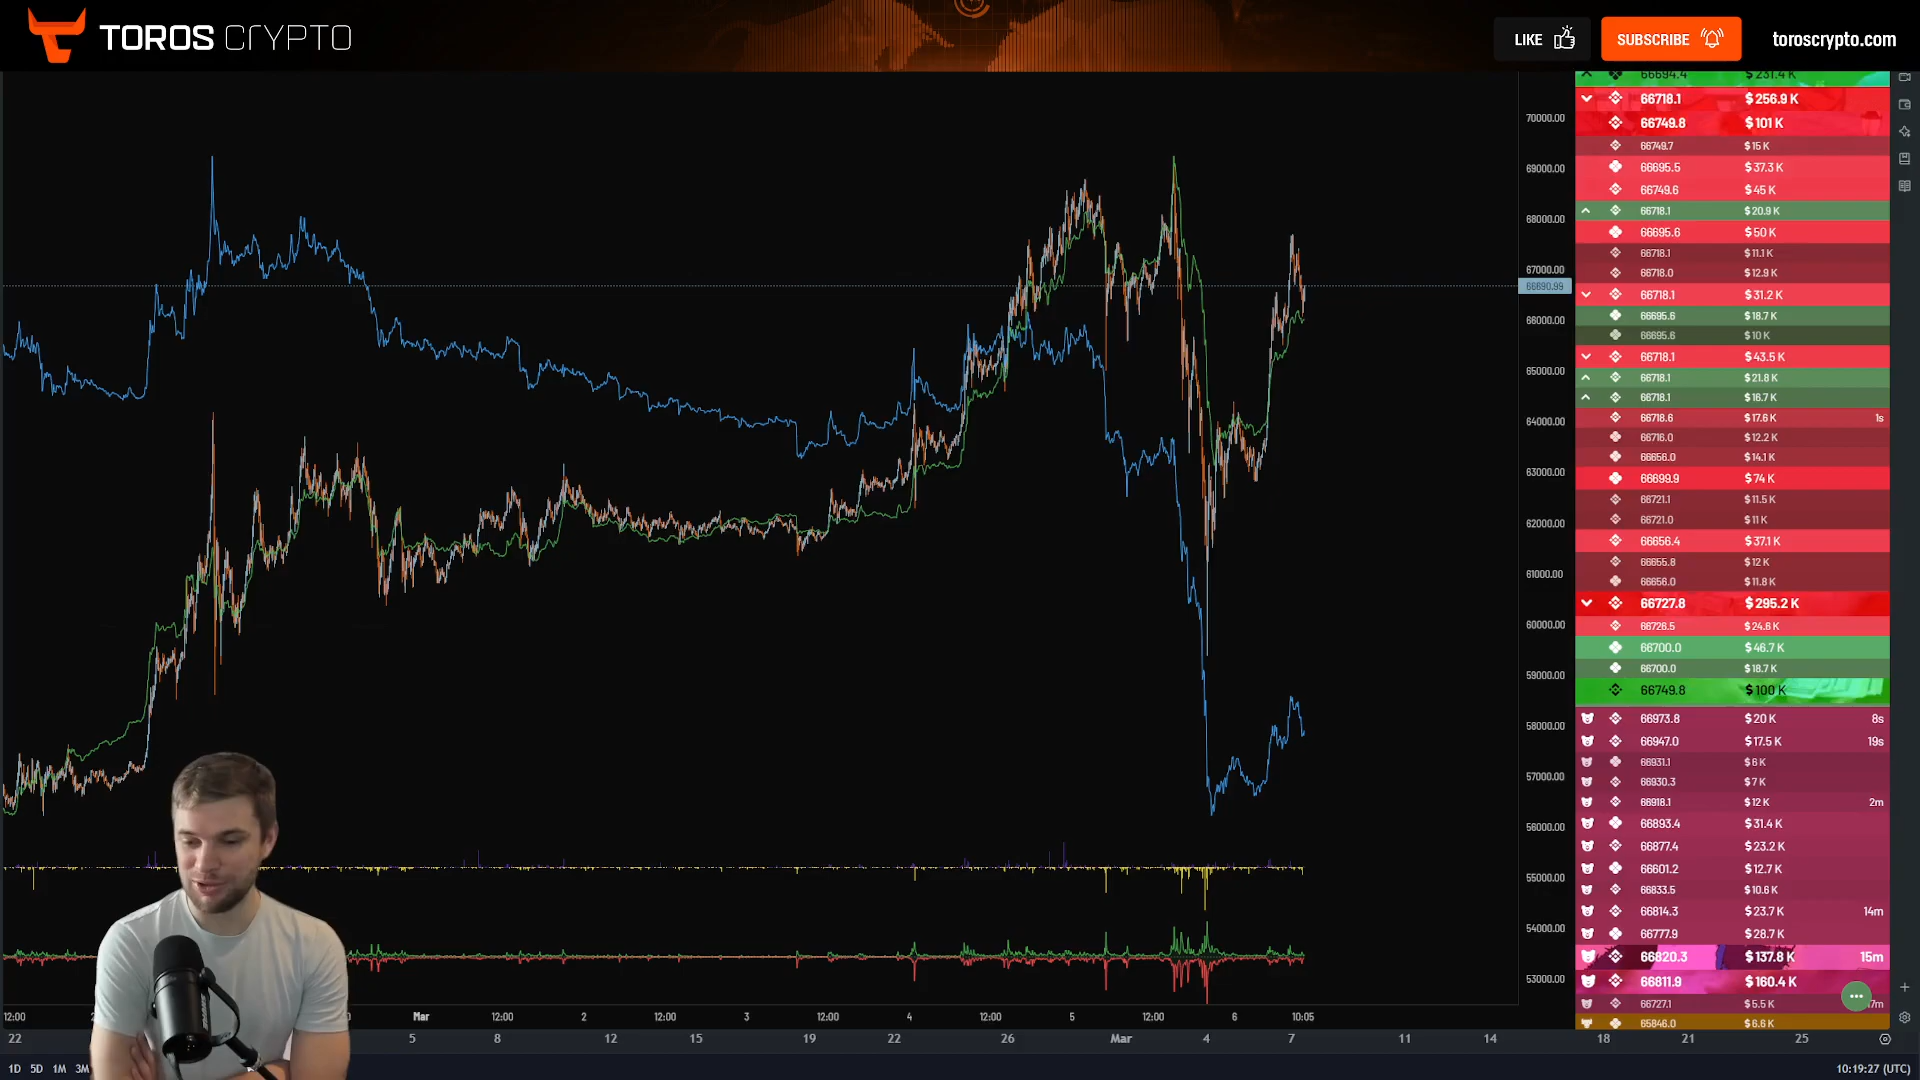 TOROS CRYPTO
LIKE
SUBSCRIBE
toroscrypto.com
70000.00
69000.00
68000.00
67000.00
66690.99
66000.00
65000.00
64000.00
63000.00
62000.00
61000.00
60000.00
59000.00
58000.00
57000.00
56000.00
55000.00
54000.00
53000.00
66694.4 $ 231.4 K
66718.1 $ 256.9 K
66749.8 $ 101 K
66749.7 $ 15 K
66695.5 $ 37.3 K
66749.6 $ 45 K
66718.1 $ 20.9 K
66695.6 $ 50 K
66718.1 $ 11.1 K
66718.0 $ 12.9 K
66718.1 $ 31.2 K
66695.6 $ 18.7 K
66695.6 $ 10 K
66718.1 $ 43.5 K
66718.1 $ 21.8 K
66718.1 $ 16.7 K
66718.6 $ 17.6 K 1s
66716.0 $ 12.2 K
66656.0 $ 14.1 K
66699.9 $ 74 K
66721.1 $ 11.5 K
66721.0 $ 11 K
66656.4 $ 37.1 K
66655.8 $ 12 K
66656.0 $ 11.8 K
66727.8 $ 295.2 K
66726.5 $ 24.6 K
66700.0 $ 46.7 K
66700.0 $ 18.7 K
66749.8 $ 100 K
66973.8 $ 20 K 8s
66947.0 $ 17.5 K 19s
66931.1 $ 6 K
66930.3 $ 7 K
66918.1 $ 12 K 2m
66893.4 $ 31.4 K
66877.4 $ 23.2 K
66601.2 $ 12.7 K
66833.5 $ 10.6 K
66814.3 $ 23.7 K 14m
66777.9 $ 28.7 K
66820.3 $ 137.8 K 15m
66811.9 $ 160.4 K
66727.1 $ 5.5 K 7m
65846.0 $ 6.6 K
12:00 Mar 12:00 2 12:00 3 12:00 4 12:00 5 12:00 6 10:05
22 5 8 12 15 19 22 26 Mar 4 7 11 14 18 21 25
1D 5D 1M 3M
10:19:27 (UTC)